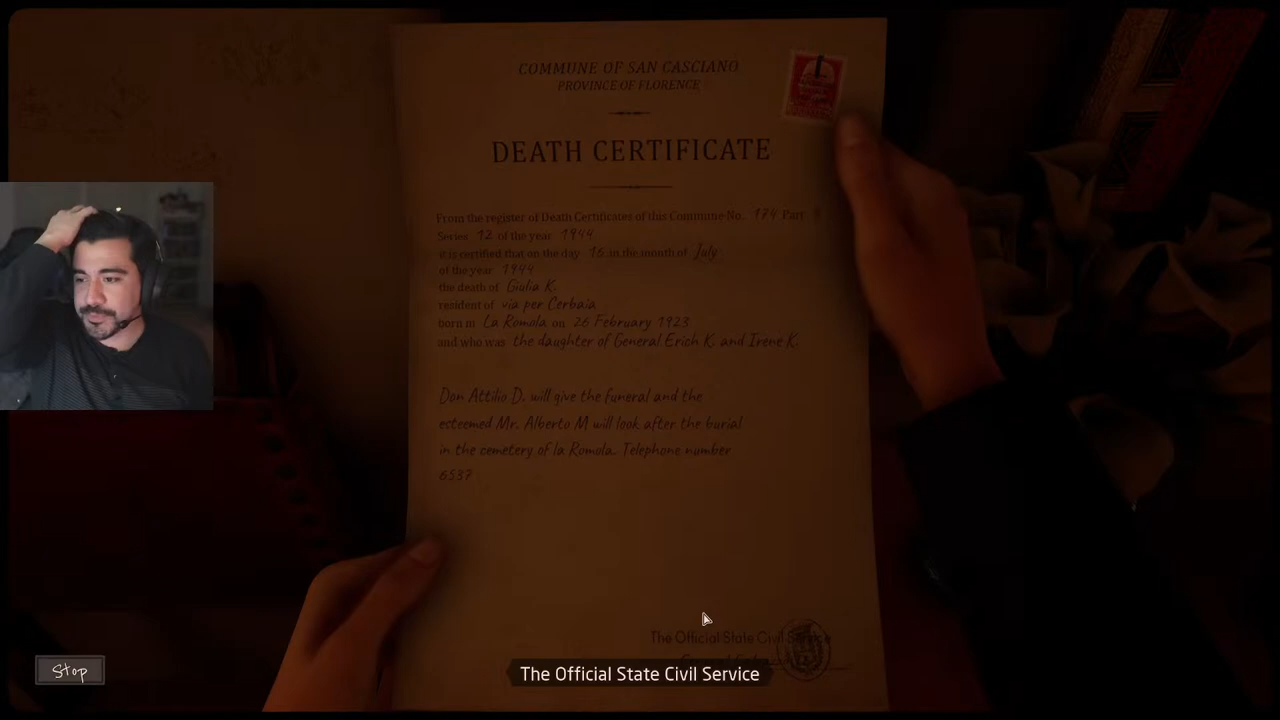 COMMUNE OF SAN CASCIANO
PROVINCE OF FLORENCE
DEATH CERTIFICATE
From the register of Death Certificates of this Commune No. 174 Part
Series 12 of the year 1944
it is certified that on the day 16 in the month of July
of the year 1944
the death of Giulia K.
resident of via per Cerbaia
born in La Romola on 26 February 1923
and who was the daughter of General Erich K. and Irene K.
Don Attilio D. will give the funeral and the
esteemed Mr. Alberto M will look after the burial
in the cemetery of la Romola. Telephone number
6537
The Official State Civil Service
Stop
The Official State Civil Service